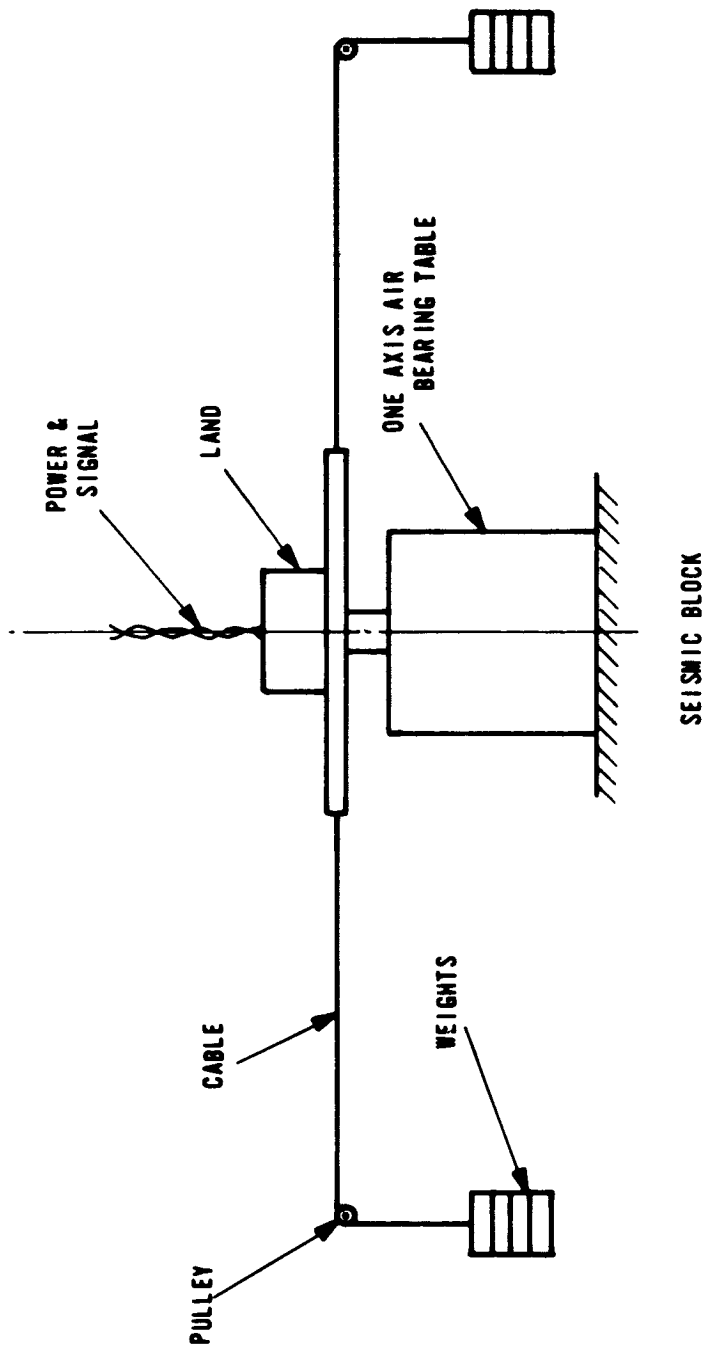 POWER &
SIGNAL
LAND
ONE AXIS AIR
BEARING TABLE
CABLE
PULLEY
WEIGHTS
SEISMIC BLOCK